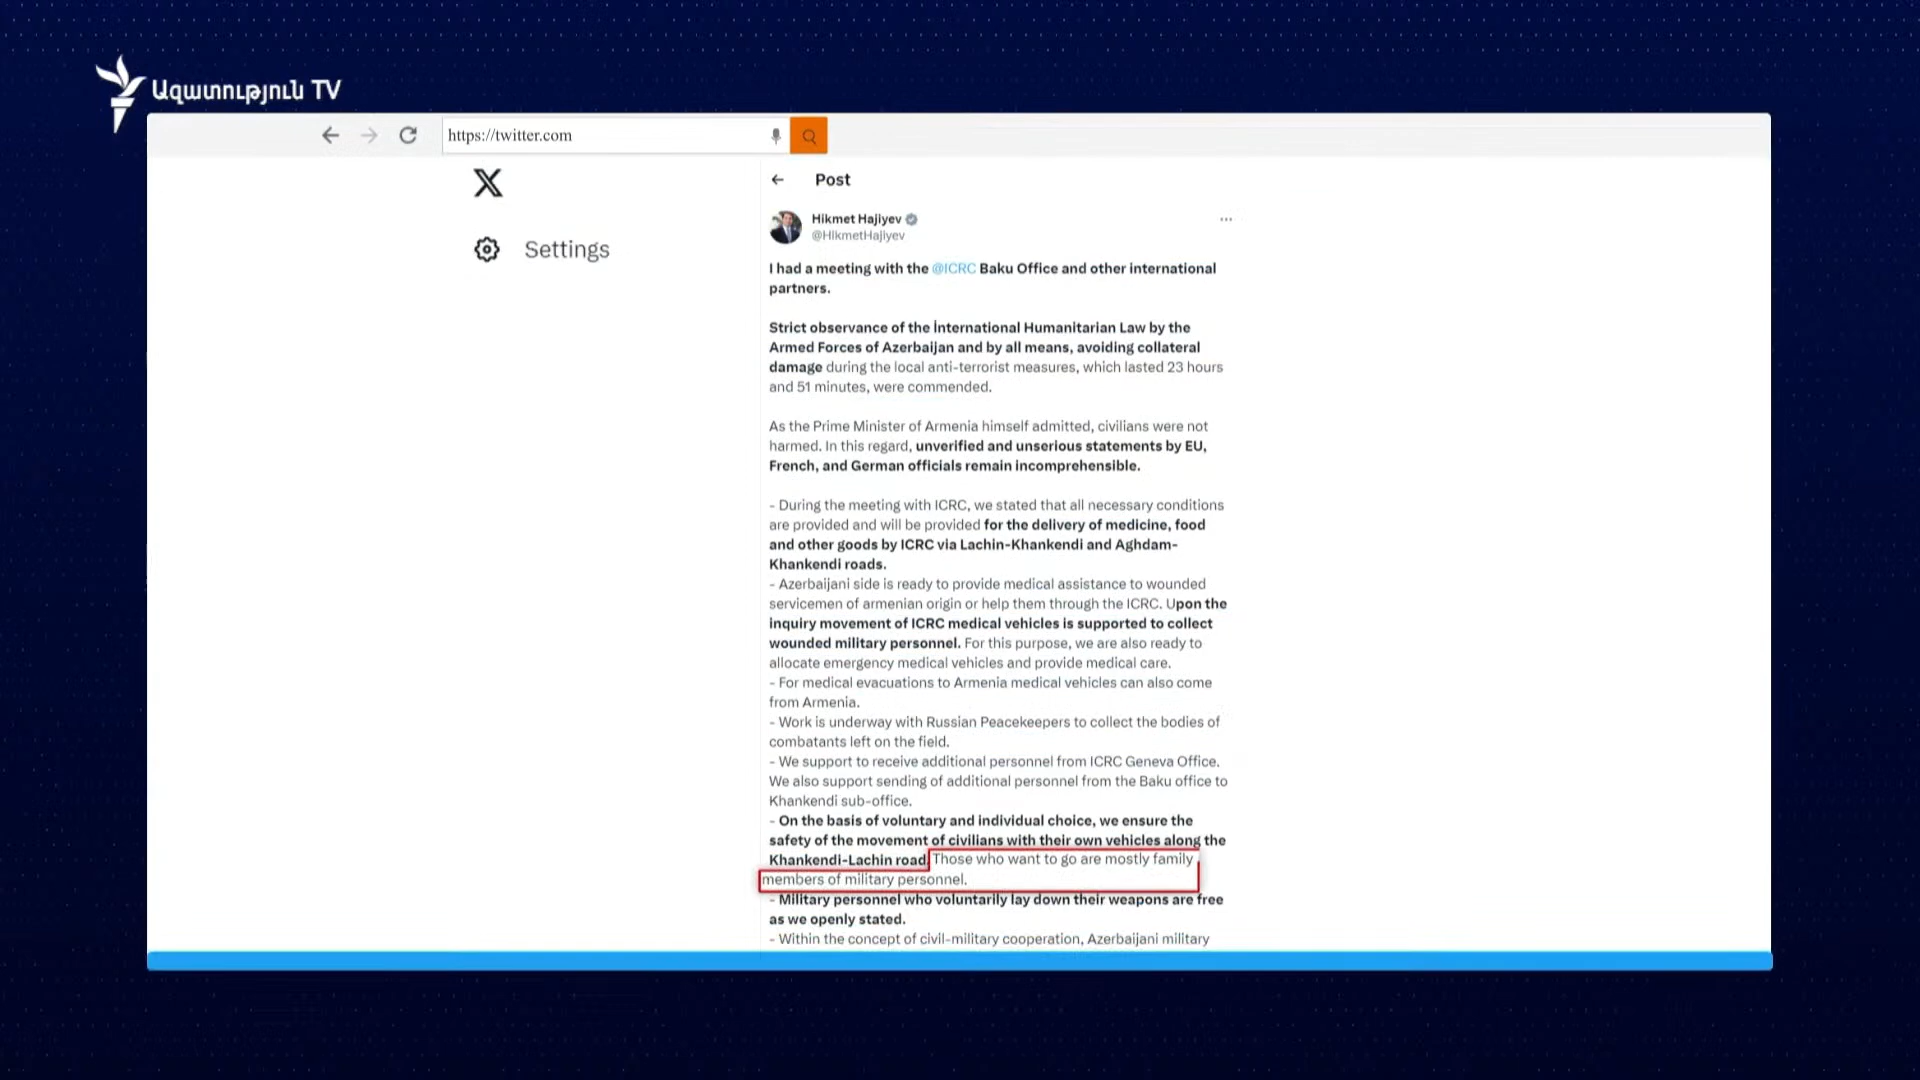 Ազատություն TV
https://twitter.com
Post
Settings
Hikmet Hajiyev
@HikmetHajiyev
I had a meeting with the @ICRC Baku Office and other international
partners.
Strict observance of the İnternational Humanitarian Law by the
Armed Forces of Azerbaijan and by all means, avoiding collateral
damage during the local anti-terrorist measures, which lasted 23 hours
and 51 minutes, were commended.
As the Prime Minister of Armenia himself admitted, civilians were not
harmed. In this regard, unverified and unserious statements by EU,
French, and German officials remain incomprehensible.
- During the meeting with ICRC, we stated that all necessary conditions
are provided and will be provided for the delivery of medicine, food
and other goods by ICRC via Lachin-Khankendi and Aghdam-
Khankendi roads.
- Azerbaijani side is ready to provide medical assistance to wounded
servicemen of armenian origin or help them through the ICRC. Upon the
inquiry movement of ICRC medical vehicles is supported to collect
wounded military personnel. For this purpose, we are also ready to
allocate emergency medical vehicles and provide medical care.
- For medical evacuations to Armenia medical vehicles can also come
from Armenia.
- Work is underway with Russian Peacekeepers to collect the bodies of
combatants left on the field.
- We support to receive additional personnel from ICRC Geneva Office.
We also support sending of additional personnel from the Baku office to
Khankendi sub-office.
- On the basis of voluntary and individual choice, we ensure the
safety of the movement of civilians with their own vehicles along the
Khankendi-Lachin road. Those who want to go are mostly family
members of military personnel.
- Military personnel who voluntarily lay down their weapons are free
as we openly stated.
- Within the concept of civil-military cooperation, Azerbaijani military